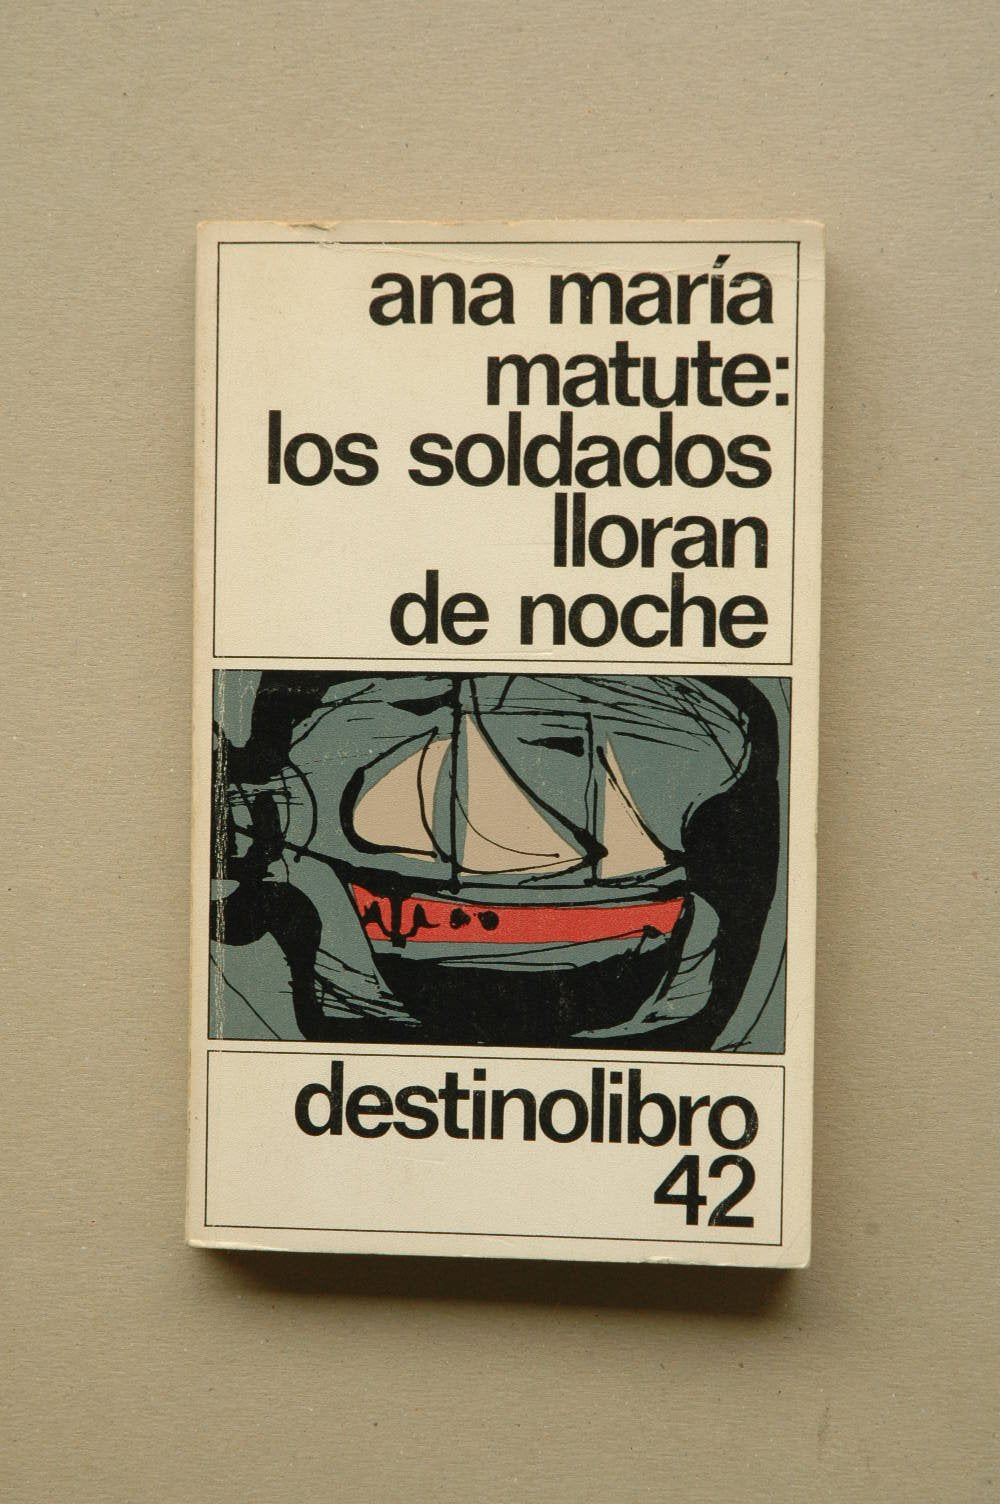 ana maría
matute:
los soldados
lloran
de noche
destinolibro
42